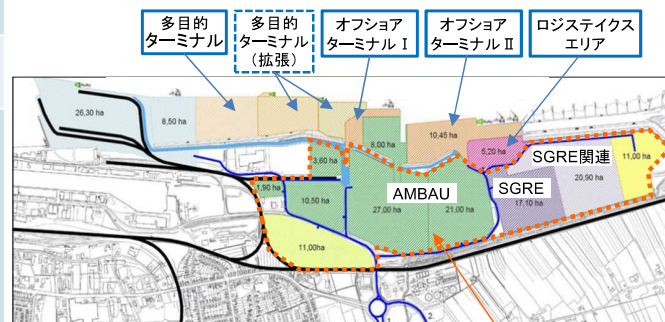 多目的
ターミナル
多目的
ターミナル
（拡張）
オフショア
ターミナルⅠ
オフショア
ターミナルⅡ
ロジステイクス
エリア
26,30 ha
8,50 ha
8,00 ha
10,45 ha
6,20 ha
3,60 ha
SGRE関連
11,00 ha
1,90 ha
AMBAU
SGRE
20,90 ha
10,50 ha
27,00 ha
21,00 ha
17,10 ha
11,00ha